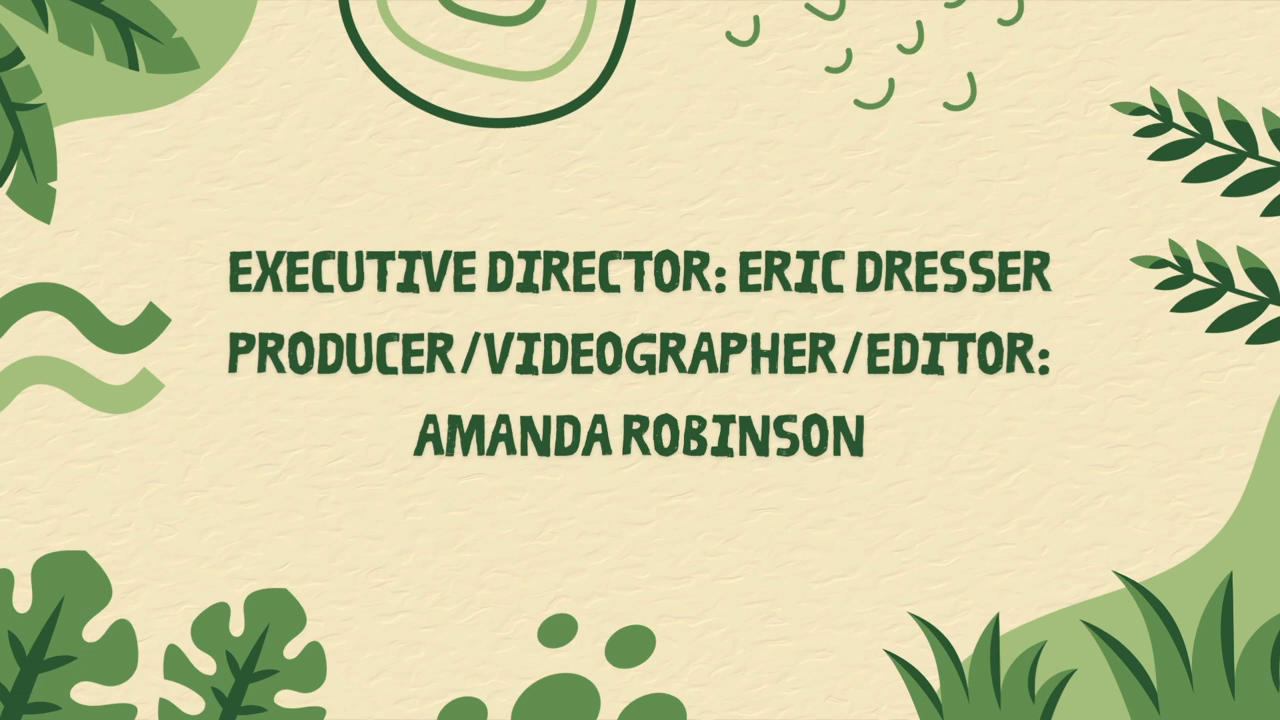 EXECUTIVE DIRECTOR: ERIC DRESSER
PRODUCER/VIDEOGRAPHER/EDITOR:
AMANDA ROBINSON